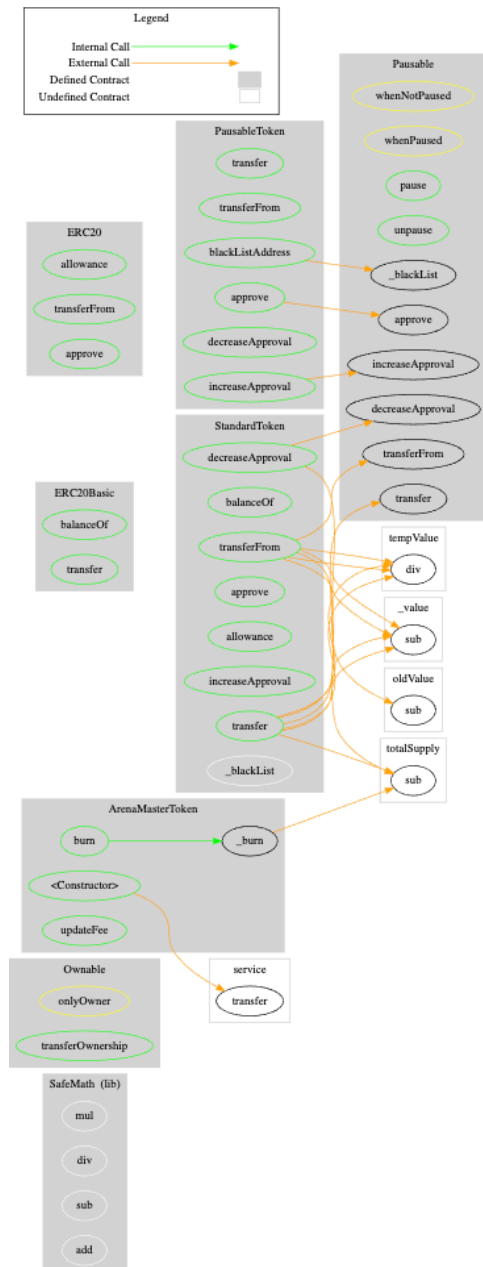 Legend
Internal Call
External Call
Defined Contract
Undefined Contract
Pausable
whenNotPaused
whenPaused
pause
unpause
_blackList
approve
increaseApproval
decreaseApproval
transferFrom
transfer
PausableToken
transfer
transferFrom
blackListAddress
approve
decreaseApproval
increaseApproval
ERC20
allowance
transferFrom
approve
StandardToken
decreaseApproval
balanceOf
transferFrom
approve
allowance
increaseApproval
transfer
_blackList
ERC20Basic
balanceOf
transfer
tempValue
div
_value
sub
oldValue
sub
totalSupply
sub
ArenaMasterToken
burn
_burn
<Constructor>
updateFee
Ownable
onlyOwner
transferOwnership
service
transfer
SafeMath (lib)
mul
div
sub
add